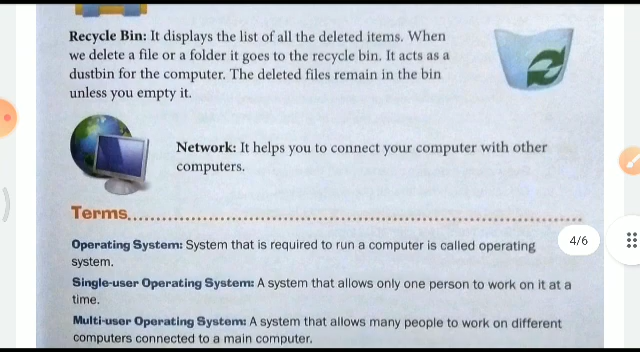 Recycle Bin: It displays the list of all the deleted items. When
we delete a file or a folder it goes to the recycle bin. It acts as a
dustbin for the computer. The deleted files remain in the bin
unless you empty it.
Network: It helps you to connect your computer with other
computers.
Terms
4/6
Operating System: System that is required to run a computer is called operating
system.
Single-user Operating System: A system that allows only one person to work on it at a
time.
Multi-user Operating System: A system that allows many people to work on different
computers connected to a main computer.